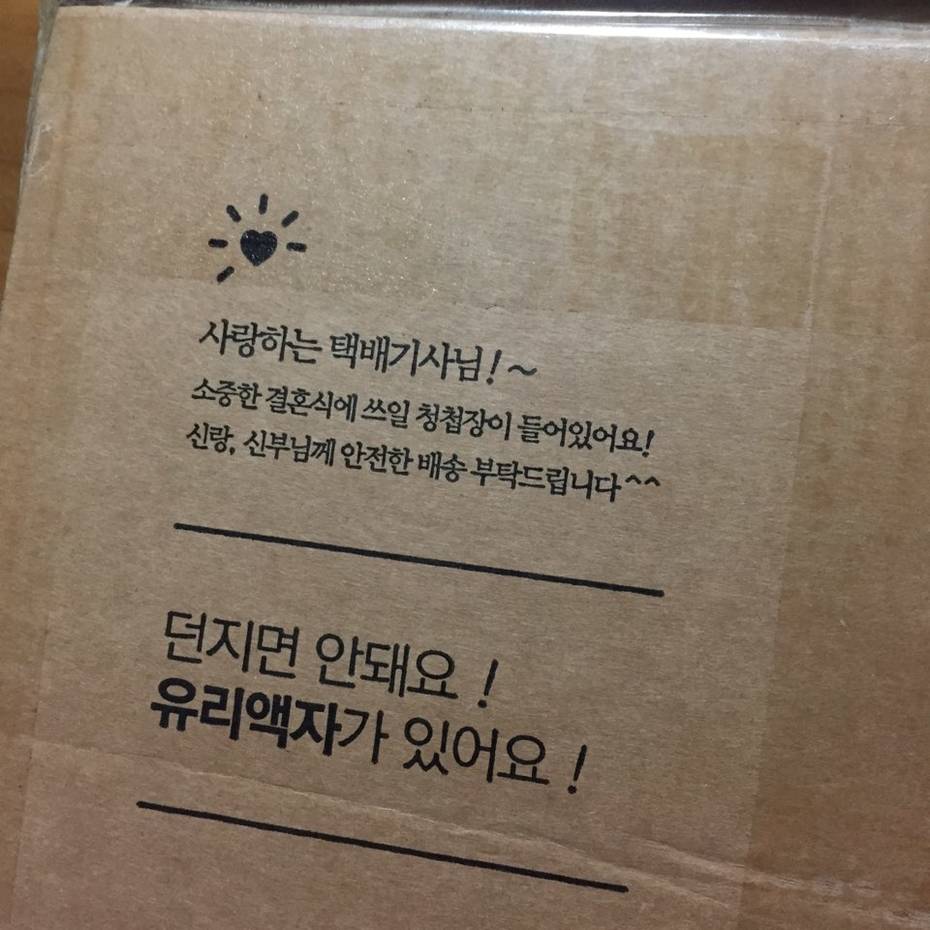 사랑하는 택배기사님!~
소중한 결혼식에 쓰일 청첩장이 들어있어요!
신랑, 신부님께 안전한 배송 부탁드립니다^^
던지면 안돼요 !
유리액자가 있어요 !